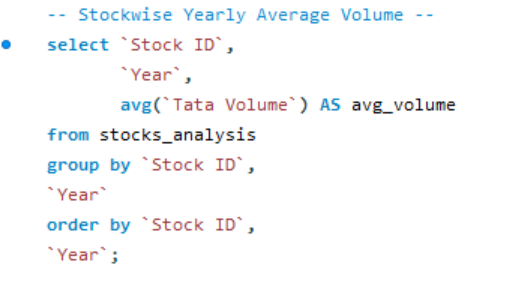 -- Stockwise Yearly Average Volume --
select `Stock ID`,
`Year`,
avg(`Tata Volume`) AS avg_volume
from stocks_analysis
group by `Stock ID`,
`Year`
order by `Stock ID`,
`Year`;